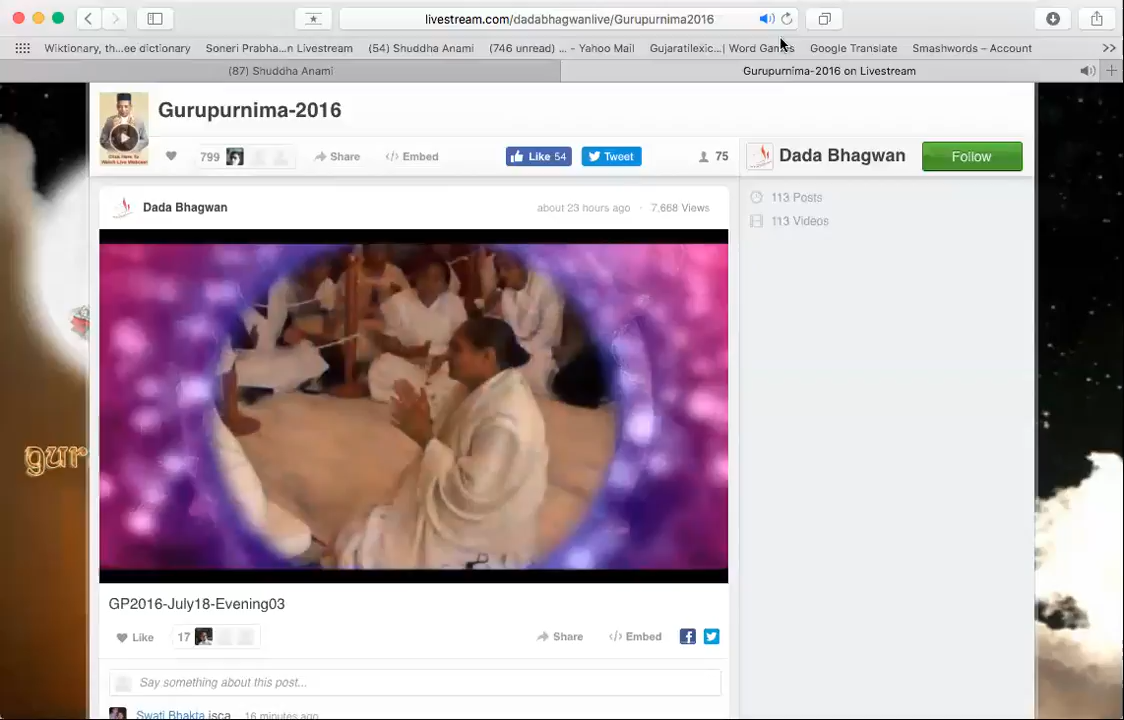 livestream.com/dadabhagwanlive/Gurupurnima2016
Wiktionary, th...ee dictionary
Soneri Prabha...n Livestream
(54) Shuddha Anami
(746 unread) ... - Yahoo Mail
Gujaratilexic...| Word Games
Google Translate
Smashwords — Account
(87) Shuddha Anami
Gurupurnima-2016 on Livestream
Gurupurnima-2016
799
Share
Embed
Like 54
Tweet
75
Dada Bhagwan
Follow
113 Posts
113 Videos
Dada Bhagwan
about 23 hours ago · 7,668 Views
gur
GP2016-July18-Evening03
Like
17
Share
Embed
Say something about this post...
Swati Bhakta jsca 16 minutes ago